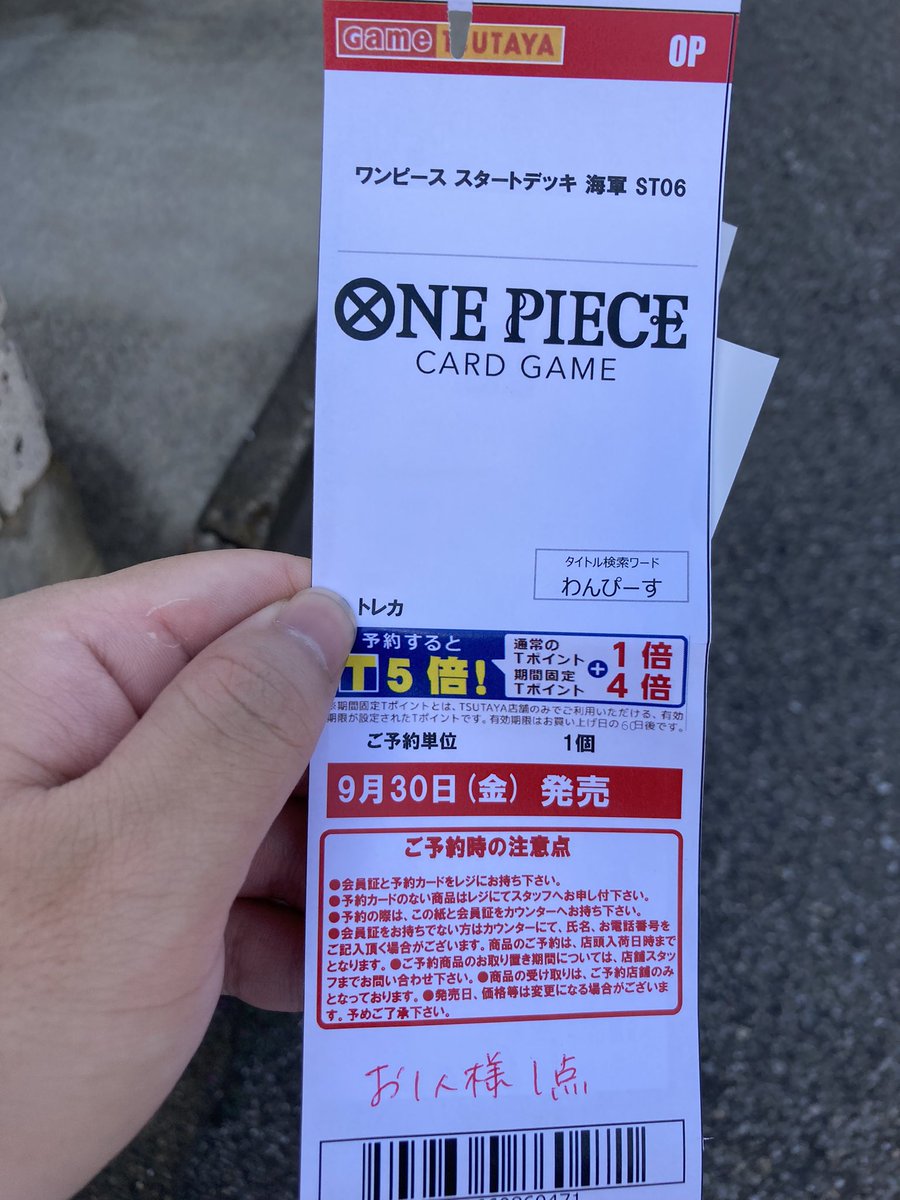 Game TSUTAYA
OP
ワンピース スタートデッキ 海軍 ST06
ONE PIECE
CARD GAME
タイトル検索ワード
わんぴーす
トレカ
予約すると
T5倍!
通常の
Tポイント
期間固定
Tポイント
+
1倍
4倍
※期間固定Tポイントとは、TSUTAYA店舗のみでご利用いただける、有効
期限が設定されたTポイントです。有効期限はお買い上げ日の60日後です。
ご予約単位 1個
9月30日(金) 発売
ご予約時の注意点
●会員証と予約カードをレジにお持ち下さい。
●予約カードのない商品はレジにてスタッフへお申し付け下さい。
●予約の際は、この紙と会員証をカウンターへお持ち下さい。
●会員証をお持ちでない方はカウンターにて、氏名、お電話番号を
ご記入頂く場合がございます。商品のご予約は、店頭入荷日時まで
となります。●ご予約商品のお取り置き期間については、店舗スタッ
フまでお問い合わせ下さい。●商品の受け取りは、ご予約店舗のみ
となっております。●発売日、価格等は変更になる場合がございま
す。予めご了承下さい。
お1人様 1点